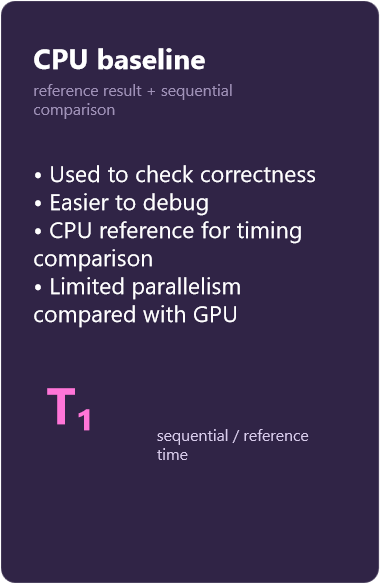 CPU baseline
reference result + sequential
comparison
• Used to check correctness
• Easier to debug
• CPU reference for timing
comparison
• Limited parallelism
compared with GPU
T₁
sequential / reference
time